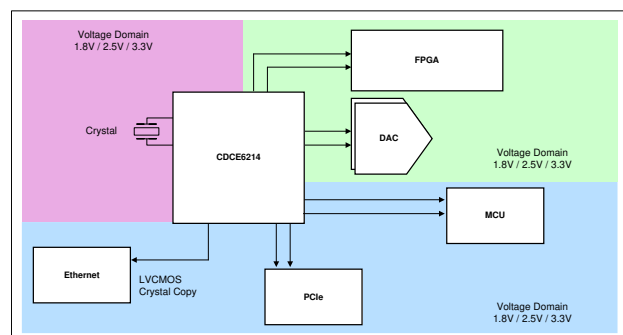 Voltage Domain
1.8V / 2.5V / 3.3V
FPGA
Crystal
CDCE6214
DAC
Voltage Domain
1.8V / 2.5V / 3.3V
MCU
Ethernet
LVCMOS
Crystal Copy
PCIe
Voltage Domain
1.8V / 2.5V / 3.3V